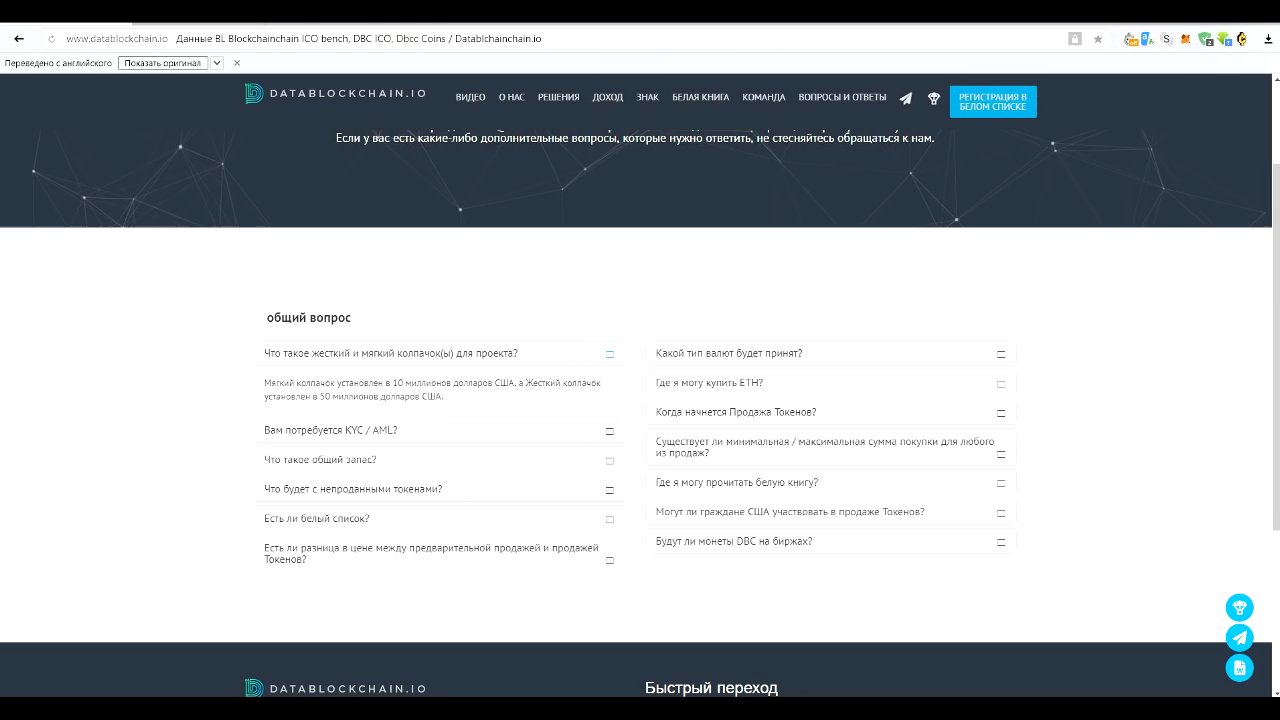 www.datablockchain.io Данные BL Blockchainchain ICO bench, DBC ICO, Dbcc Coins / Datablchainchain.io
Переведено с английского Показать оригинал
DATABLOCKCHAIN.IO
ВИДЕО О НАС РЕШЕНИЯ ДОХОД ЗНАК БЕЛАЯ КНИГА КОМАНДА ВОПРОСЫ И ОТВЕТЫ
РЕГИСТРАЦИЯ В
БЕЛОМ СПИСКЕ
Если у вас есть какие-либо дополнительные вопросы, которые нужно ответить, не стесняйтесь обращаться к нам.
общий вопрос
Что такое жесткий и мягкий колпачок(ы) для проекта?
Мягкий колпачок установлен в 10 миллионов долларов США, а Жесткий колпачок
установлен в 50 миллионов долларов США.
Вам потребуется KYC / AML?
Что такое общий запас?
Что будет с непроданными токенами?
Есть ли белый список?
Есть ли разница в цене между предварительной продажей и продажей
Токенов?
Какой тип валют будет принят?
Где я могу купить ETH?
Когда начнется Продажа Токенов?
Существует ли минимальная / максимальная сумма покупки для любого
из продаж?
Где я могу прочитать белую книгу?
Могут ли граждане США участвовать в продаже Токенов?
Будут ли монеты DBC на биржах?
DATABLOCKCHAIN.IO
Быстрый переход